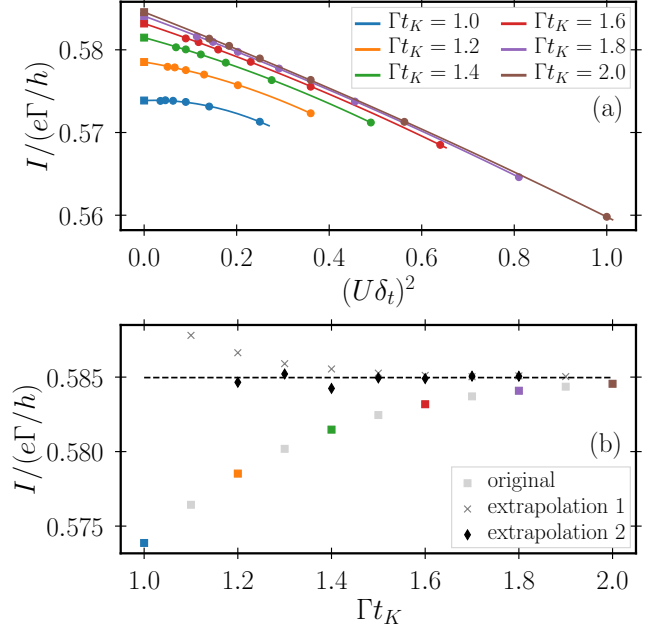 Γt_K = 1.0
Γt_K = 1.6
Γt_K = 1.2
Γt_K = 1.8
Γt_K = 1.4
Γt_K = 2.0
(a)
I/(eΓ/h)
0.58
0.57
0.56
0.0 0.2 0.4 0.6 0.8 1.0
(Uδ_t)²
I/(eΓ/h)
0.585
0.580
0.575
(b)
original
extrapolation 1
extrapolation 2
1.0 1.2 1.4 1.6 1.8 2.0
Γt_K